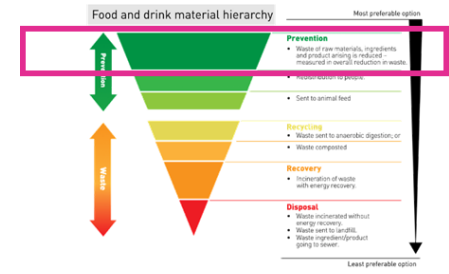 Food and drink material hierarchy
Most preferable option
Prevention
• Waste of raw materials, ingredients
and product arising is reduced –
measured in overall reduction in waste.
• Redistribution to people.
• Sent to animal feed
Prevention
Recycling
• Waste sent to anaerobic digestion; or
• Waste composted
Recovery
• Incineration of waste
with energy recovery.
Waste
Disposal
• Waste incinerated without
energy recovery.
• Waste sent to landfill.
• Waste ingredient/product
going to sewer.
Least preferable option